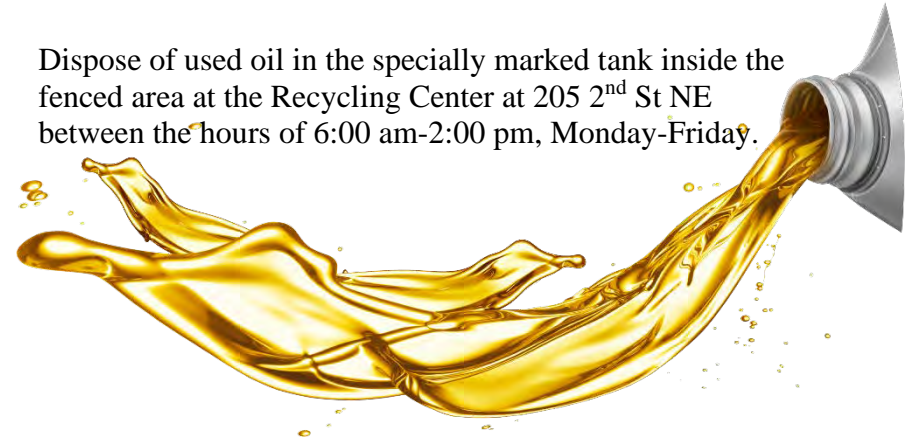 Dispose of used oil in the specially marked tank inside the
fenced area at the Recycling Center at 205 2nd St NE
between the hours of 6:00 am-2:00 pm, Monday-Friday.